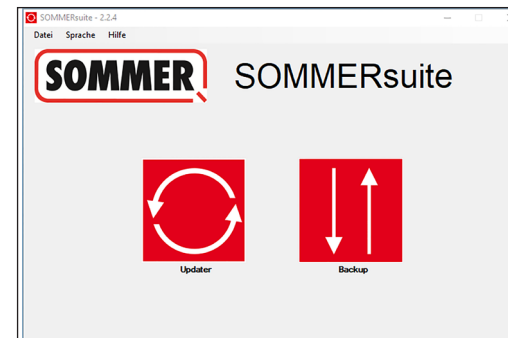 SOMMERsuite - 2.2.4
Datei Sprache Hilfe
SOMMER SOMMERsuite
Updater Backup